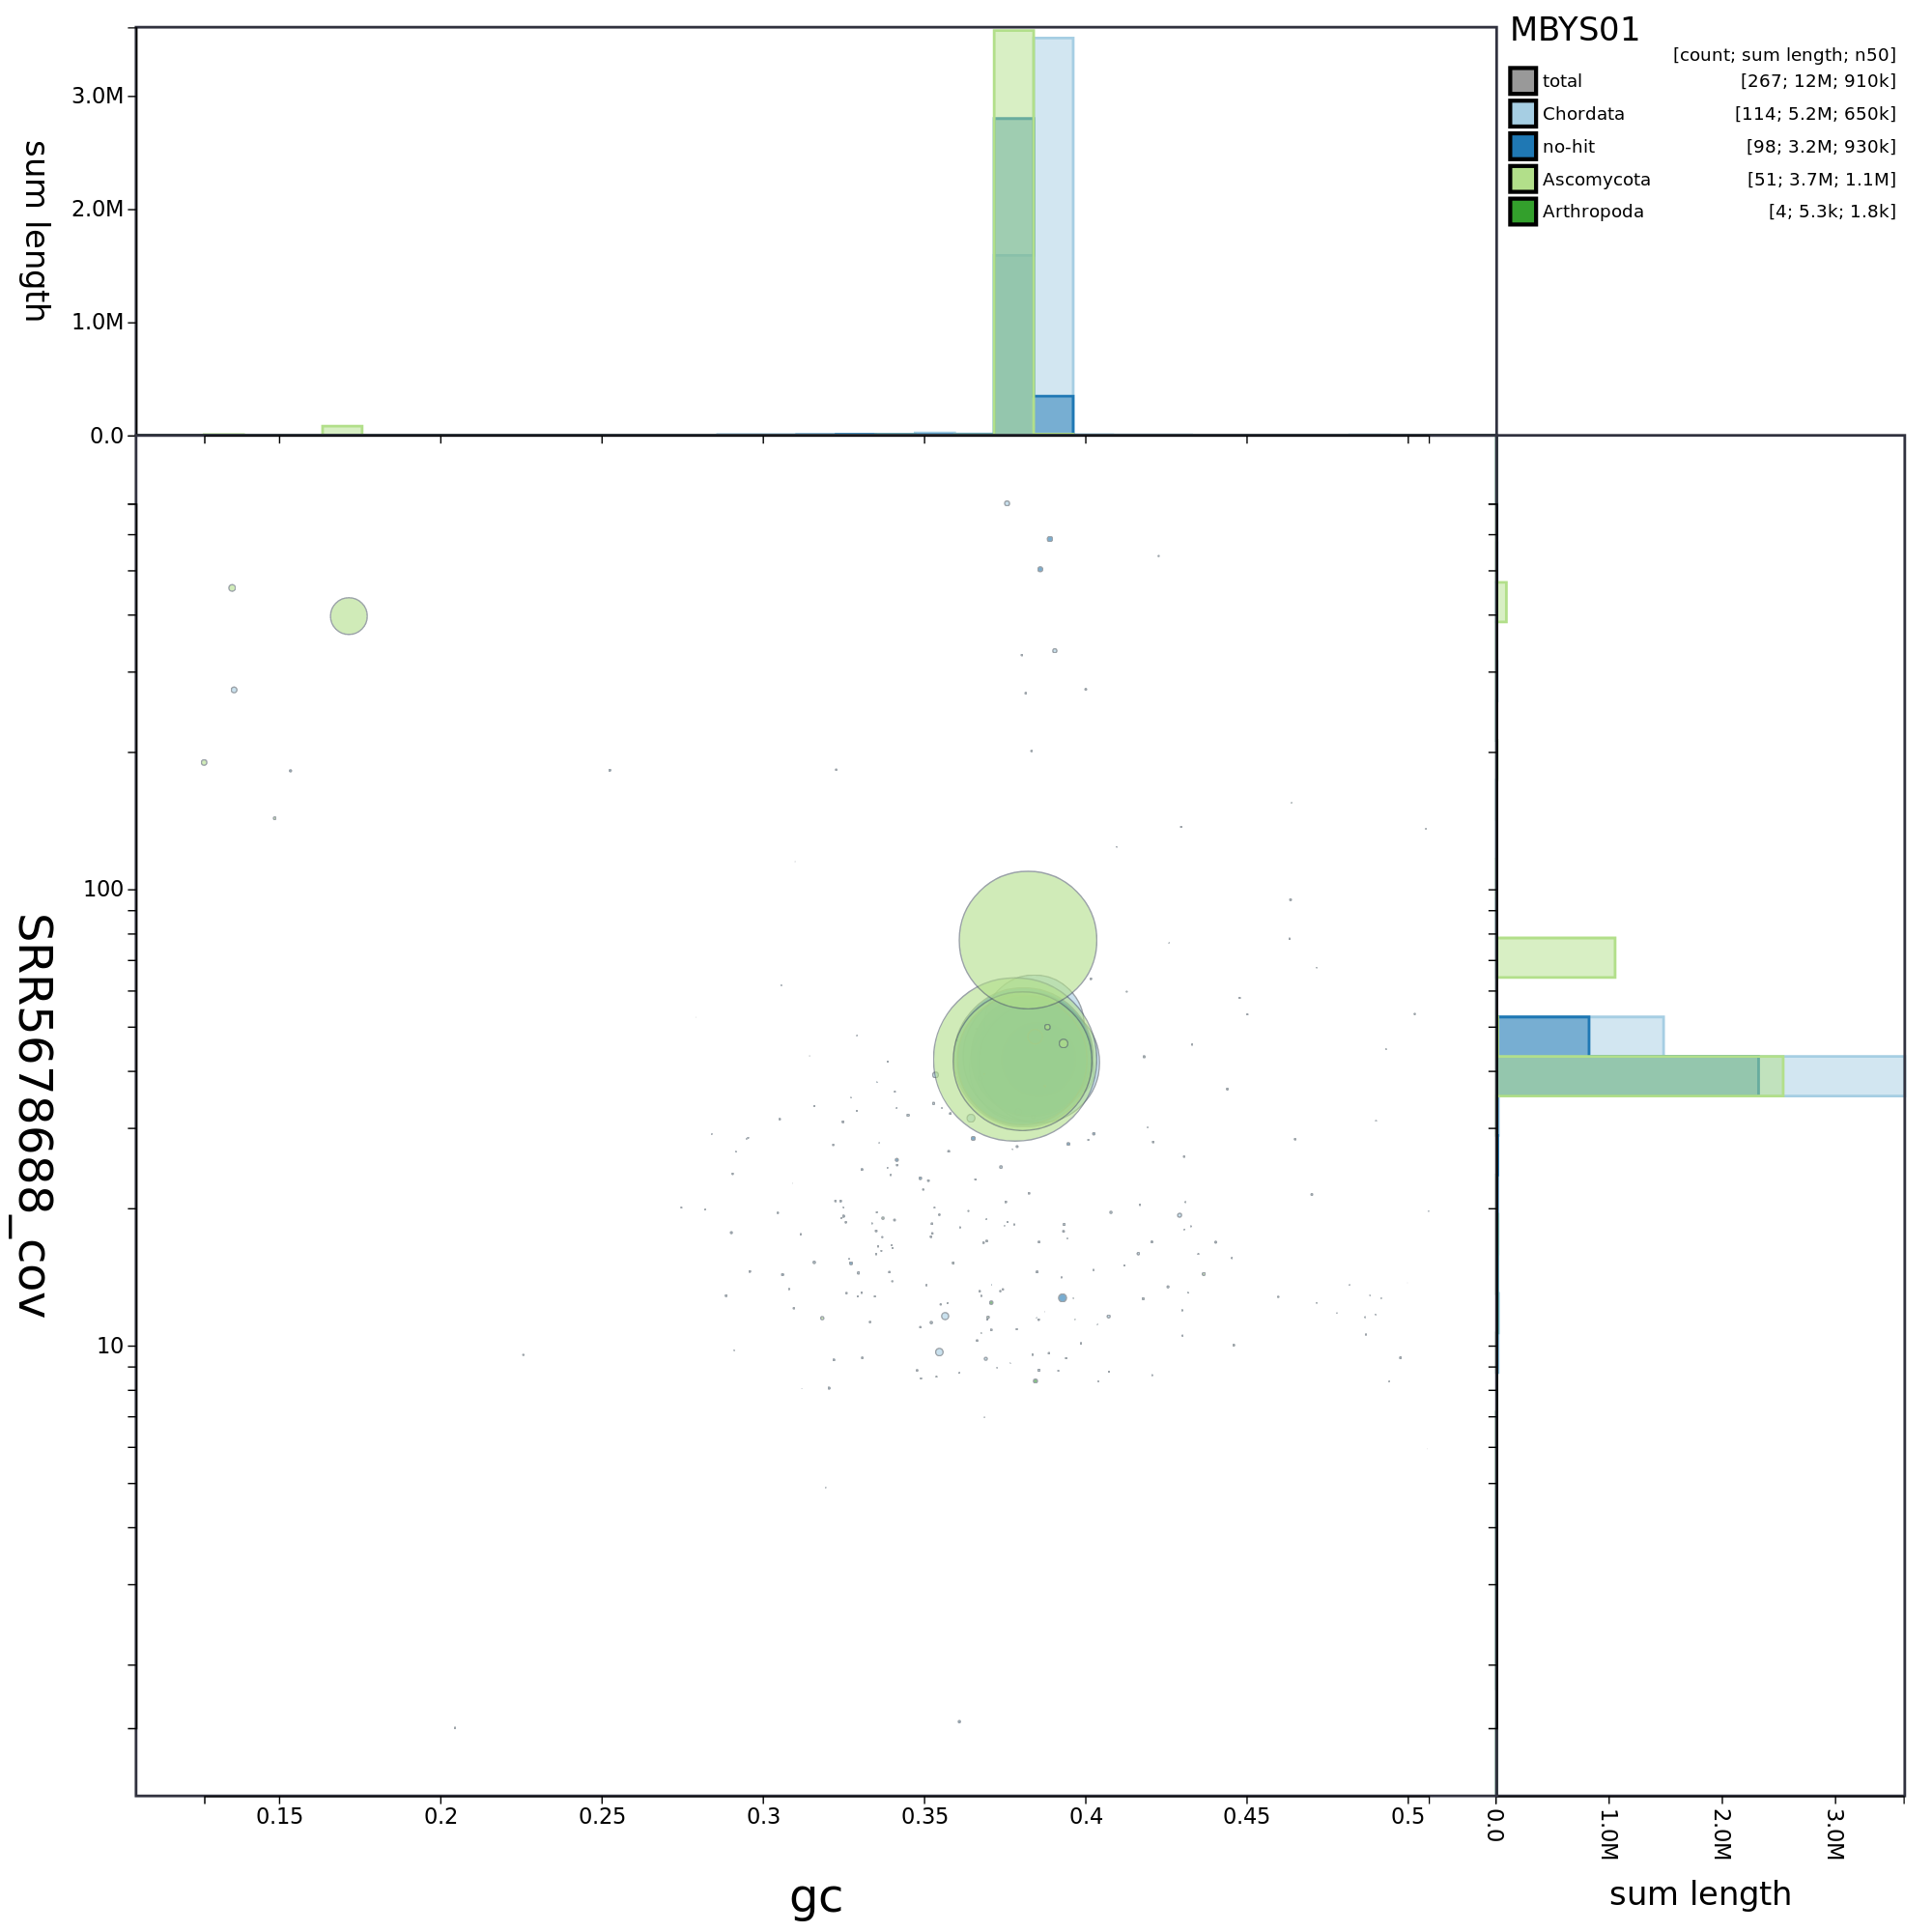 MBYS01
[count; sum length; n50]
total [267; 12M; 910k]
Chordata [114; 5.2M; 650k]
no-hit [98; 3.2M; 930k]
Ascomycota [51; 3.7M; 1.1M]
Arthropoda [4; 5.3k; 1.8k]
sum length
3.0M
2.0M
1.0M
0.0
SRR5678688_cov
100
10
0.15 0.2 0.25 0.3 0.35 0.4 0.45 0.5
gc
0.0 1.0M 2.0M 3.0M
sum length